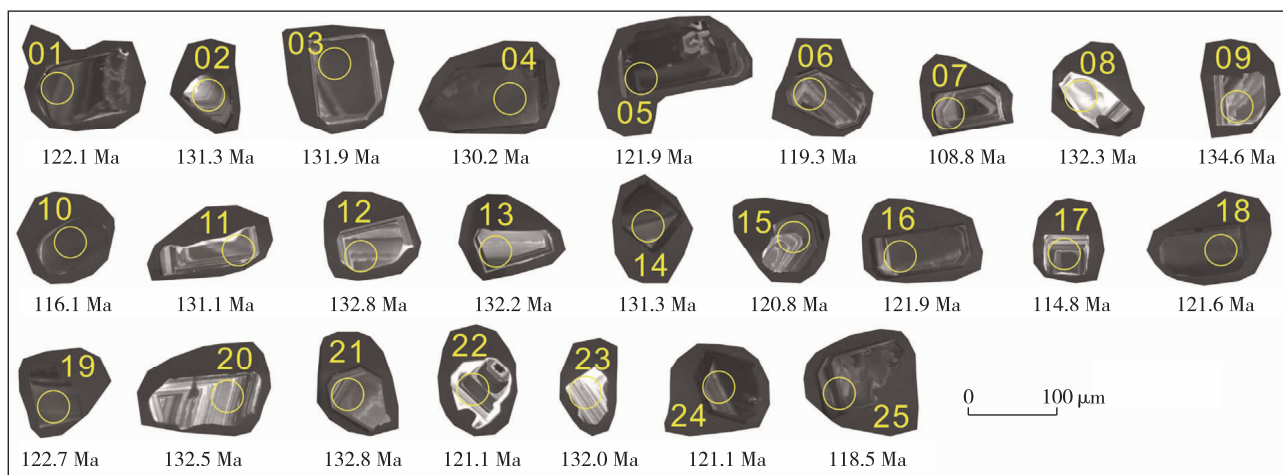 01 02 03 04 05 06 07 08 09
122.1 Ma 131.3 Ma 131.9 Ma 130.2 Ma 121.9 Ma 119.3 Ma 108.8 Ma 132.3 Ma 134.6 Ma
10 11 12 13 14 15 16 17 18
116.1 Ma 131.1 Ma 132.8 Ma 132.2 Ma 131.3 Ma 120.8 Ma 121.9 Ma 114.8 Ma 121.6 Ma
19 20 21 22 23 24 25
0 100 μm
122.7 Ma 132.5 Ma 132.8 Ma 121.1 Ma 132.0 Ma 121.1 Ma 118.5 Ma